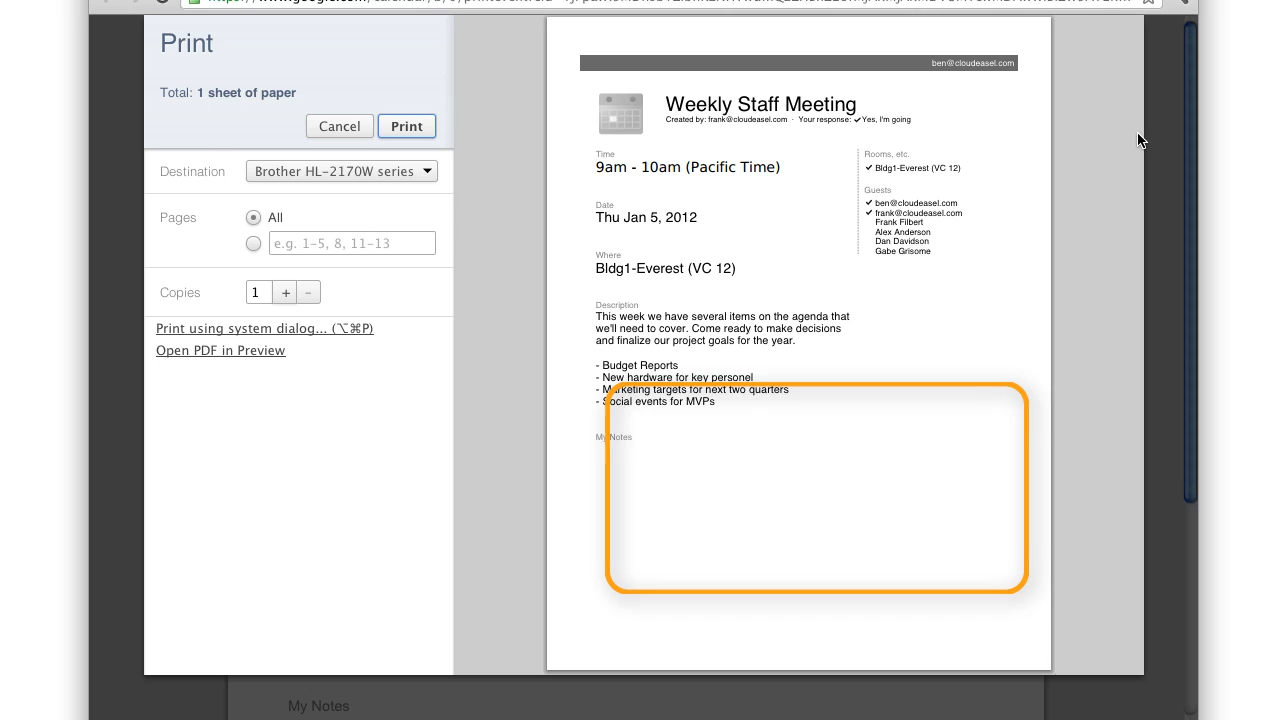 Print
Total: 1 sheet of paper
Cancel
Print
Destination
Brother HL-2170W series
Pages
All
e.g. 1-5, 8, 11-13
Copies
1
+
-
Print using system dialog... (⌥⌘P)
Open PDF in Preview
ben@cloudeasel.com
Weekly Staff Meeting
Created by: frank@cloudeasel.com · Your response: ✓Yes, I'm going
Time
9am - 10am (Pacific Time)
Date
Thu Jan 5, 2012
Where
Bldg1-Everest (VC 12)
Description
This week we have several items on the agenda that
we'll need to cover. Come ready to make decisions
and finalize our project goals for the year.
- Budget Reports
- New hardware for key personel
- Marketing targets for next two quarters
- Social events for MVPs
My Notes
Rooms, etc.
✓ Bldg1-Everest (VC 12)
Guests
✓ ben@cloudeasel.com
✓ frank@cloudeasel.com
Frank Filbert
Alex Anderson
Dan Davidson
Gabe Grisome
My Notes